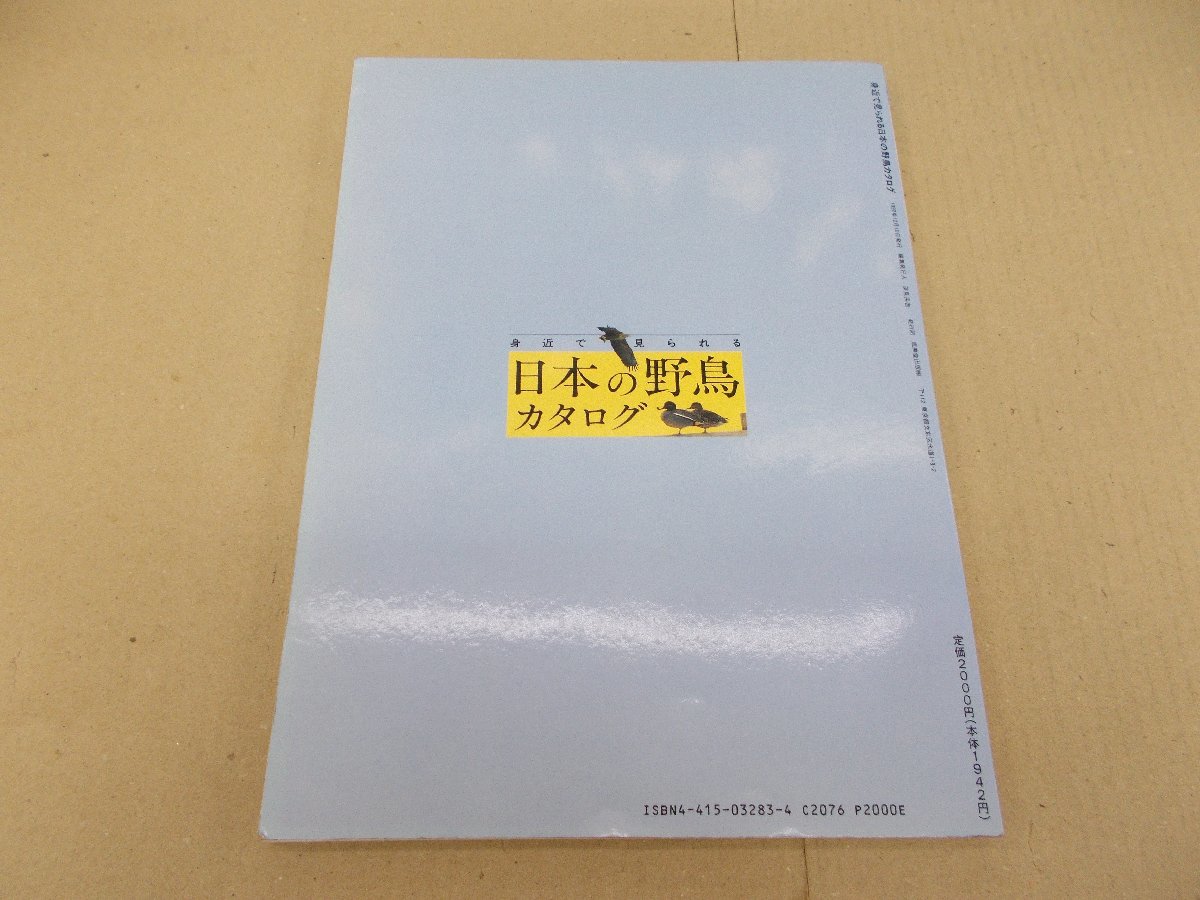 身近で見られる
日本の野鳥
カタログ
身近で見られる日本の野鳥カタログ
定価2000円(本体1942円)
ISBN4-415-03283-4 C2076 P2000E